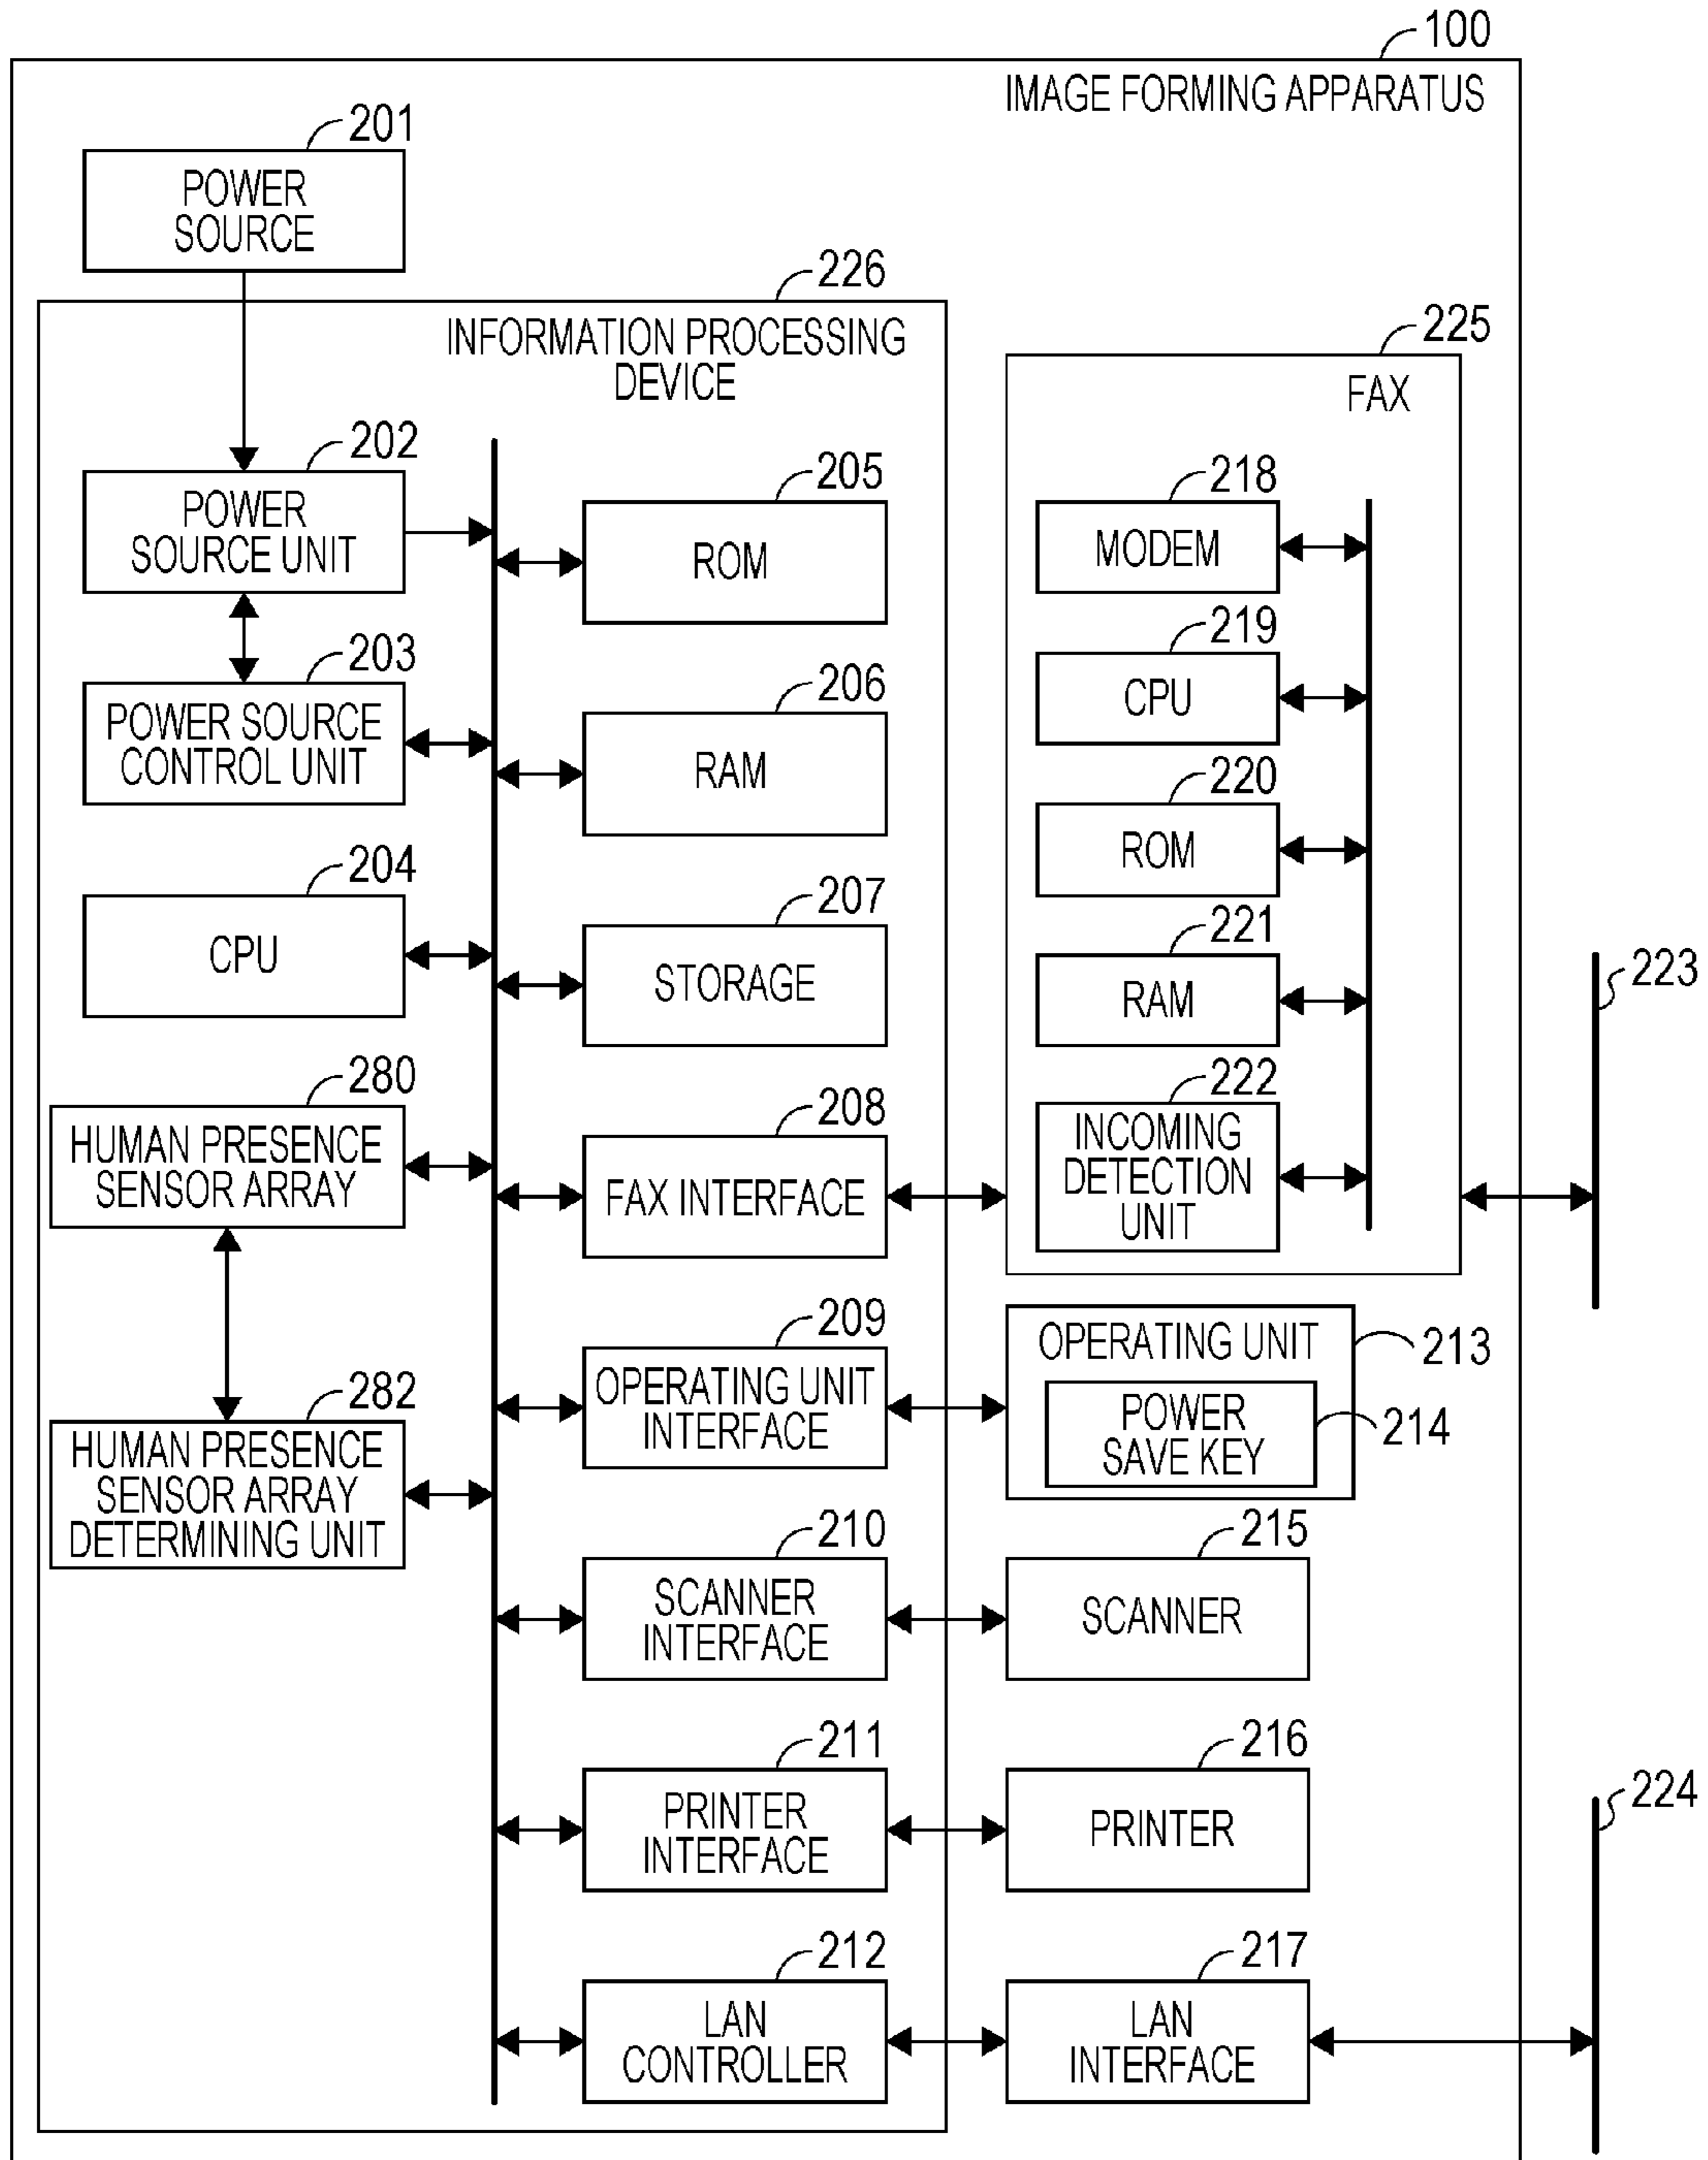 100
IMAGE FORMING APPARATUS
201
POWER
SOURCE
226
INFORMATION PROCESSING
DEVICE
202
POWER
SOURCE UNIT
203
POWER SOURCE
CONTROL UNIT
204
CPU
280
HUMAN PRESENCE
SENSOR ARRAY
282
HUMAN PRESENCE
SENSOR ARRAY
DETERMINING UNIT
205
ROM
206
RAM
207
STORAGE
208
FAX INTERFACE
209
OPERATING UNIT
INTERFACE
210
SCANNER
INTERFACE
211
PRINTER
INTERFACE
212
LAN
CONTROLLER
225
FAX
218
MODEM
219
CPU
220
ROM
221
RAM
222
INCOMING
DETECTION
UNIT
OPERATING UNIT
213
POWER
SAVE KEY
214
215
SCANNER
216
PRINTER
217
LAN
INTERFACE
223
224